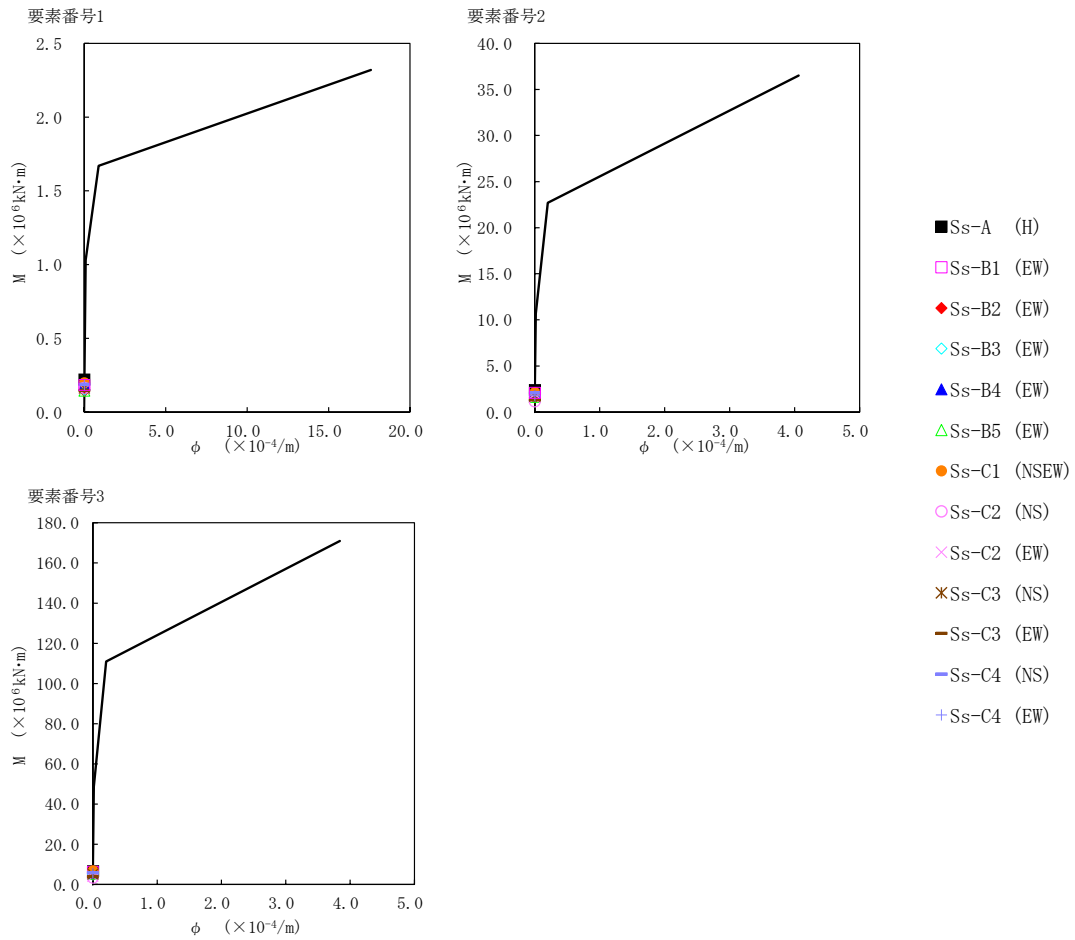 要素番号1
2.5
2.0
1.5
1.0
0.5
0.0
M (×10⁶kN·m)
0.0 5.0 10.0 15.0 20.0
φ (×10⁻⁴/m)
要素番号2
40.0
35.0
30.0
25.0
20.0
15.0
10.0
5.0
0.0
M (×10⁶kN·m)
0.0 1.0 2.0 3.0 4.0 5.0
φ (×10⁻⁴/m)
要素番号3
180.0
160.0
140.0
120.0
100.0
80.0
60.0
40.0
20.0
0.0
M (×10⁶kN·m)
0.0 1.0 2.0 3.0 4.0 5.0
φ (×10⁻⁴/m)
Ss-A (H)
Ss-B1 (EW)
Ss-B2 (EW)
Ss-B3 (EW)
Ss-B4 (EW)
Ss-B5 (EW)
Ss-C1 (NSEW)
Ss-C2 (NS)
Ss-C2 (EW)
Ss-C3 (NS)
Ss-C3 (EW)
Ss-C4 (NS)
Ss-C4 (EW)